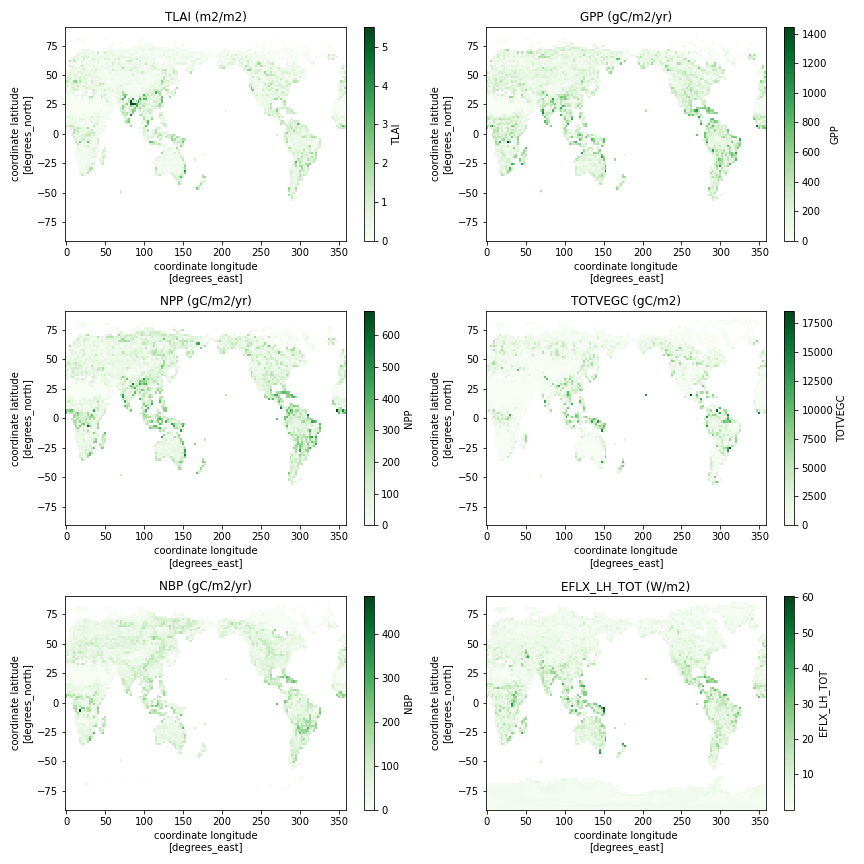 TLAI (m2/m2)
75
50
25
0
−25
−50
−75
coordinate latitude
[degrees_north]
0 50 100 150 200 250 300 350
coordinate longitude
[degrees_east]
5
4
3
2
1
0
TLAI
GPP (gC/m2/yr)
75
50
25
0
−25
−50
−75
coordinate latitude
[degrees_north]
0 50 100 150 200 250 300 350
coordinate longitude
[degrees_east]
1400
1200
1000
800
600
400
200
0
GPP
NPP (gC/m2/yr)
75
50
25
0
−25
−50
−75
coordinate latitude
[degrees_north]
0 50 100 150 200 250 300 350
coordinate longitude
[degrees_east]
600
500
400
300
200
100
0
NPP
TOTVEGC (gC/m2)
75
50
25
0
−25
−50
−75
coordinate latitude
[degrees_north]
0 50 100 150 200 250 300 350
coordinate longitude
[degrees_east]
17500
15000
12500
10000
7500
5000
2500
0
TOTVEGC
NBP (gC/m2/yr)
75
50
25
0
−25
−50
−75
coordinate latitude
[degrees_north]
0 50 100 150 200 250 300 350
coordinate longitude
[degrees_east]
400
300
200
100
0
NBP
EFLX_LH_TOT (W/m2)
75
50
25
0
−25
−50
−75
coordinate latitude
[degrees_north]
0 50 100 150 200 250 300 350
coordinate longitude
[degrees_east]
60
50
40
30
20
10
EFLX_LH_TOT